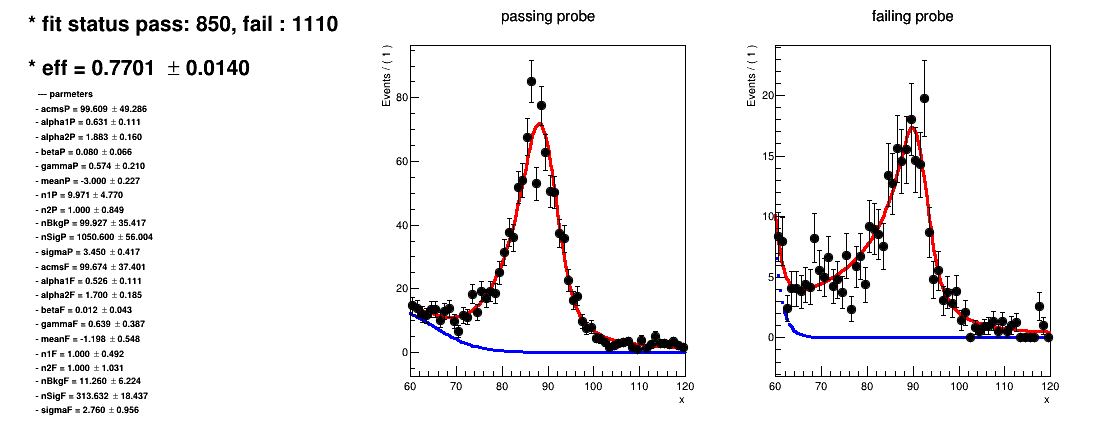 * fit status pass: 850, fail : 1110
* eff = 0.7701 ± 0.0140
--- parmeters
- acmsP = 99.609 ± 49.286
- alpha1P = 0.631 ± 0.111
- alpha2P = 1.883 ± 0.160
- betaP = 0.080 ± 0.066
- gammaP = 0.574 ± 0.210
- meanP = -3.000 ± 0.227
- n1P = 9.971 ± 4.770
- n2P = 1.000 ± 0.849
- nBkgP = 99.927 ± 35.417
- nSigP = 1050.600 ± 56.004
- sigmaP = 3.450 ± 0.417
- acmsF = 99.674 ± 37.401
- alpha1F = 0.526 ± 0.111
- alpha2F = 1.700 ± 0.185
- betaF = 0.012 ± 0.043
- gammaF = 0.639 ± 0.387
- meanF = -1.198 ± 0.548
- n1F = 1.000 ± 0.492
- n2F = 1.000 ± 1.031
- nBkgF = 11.260 ± 6.224
- nSigF = 313.632 ± 18.437
- sigmaF = 2.760 ± 0.956
passing probe
Events / ( 1 )
80
60
40
20
0
60 70 80 90 100 110 120
x
failing probe
Events / ( 1 )
20
15
10
5
0
60 70 80 90 100 110 120
x